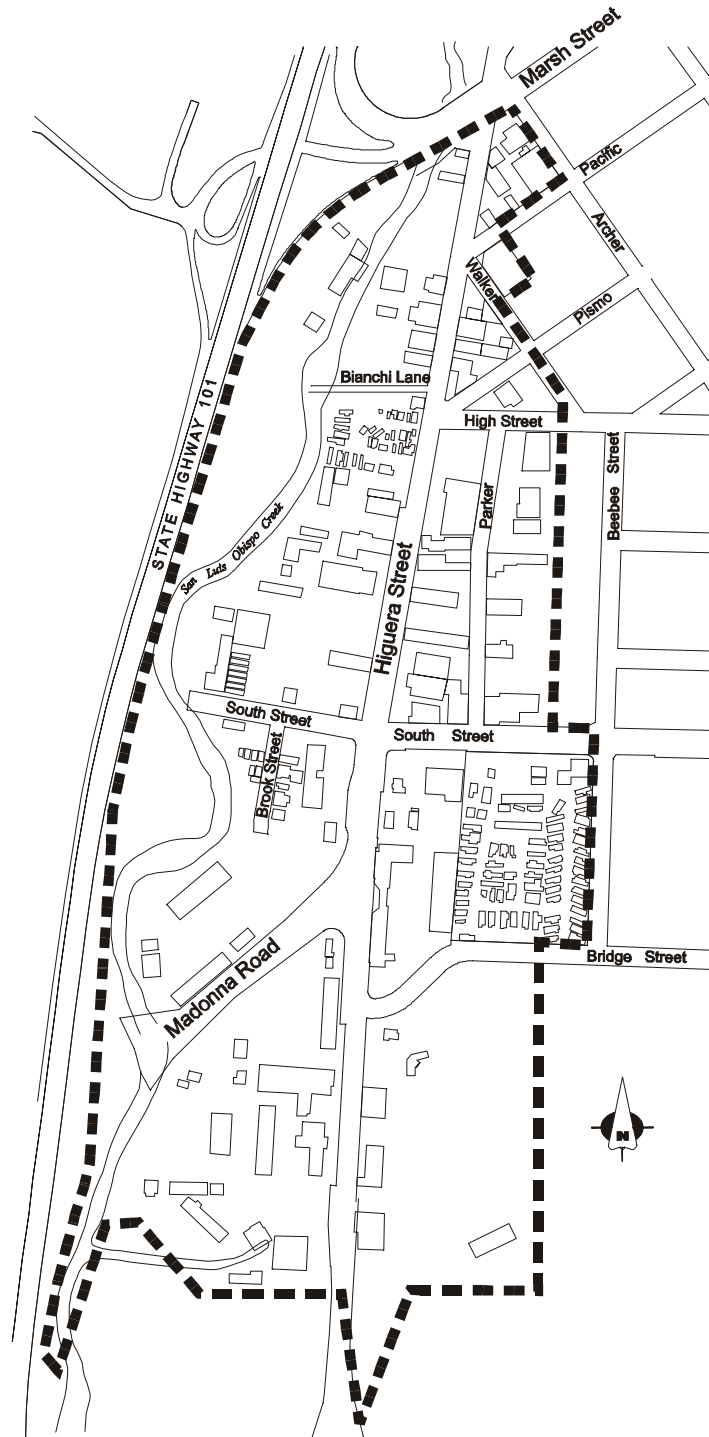 Marsh Street
Pacific
Archer
Walker
Pismo
Bianchi Lane
High Street
STATE HIGHWAY 101
Beebee Street
Parker
San Luis Obispo Creek
Higuera Street
South Street
South Street
Brook Street
Bridge Street
Madonna Road
N